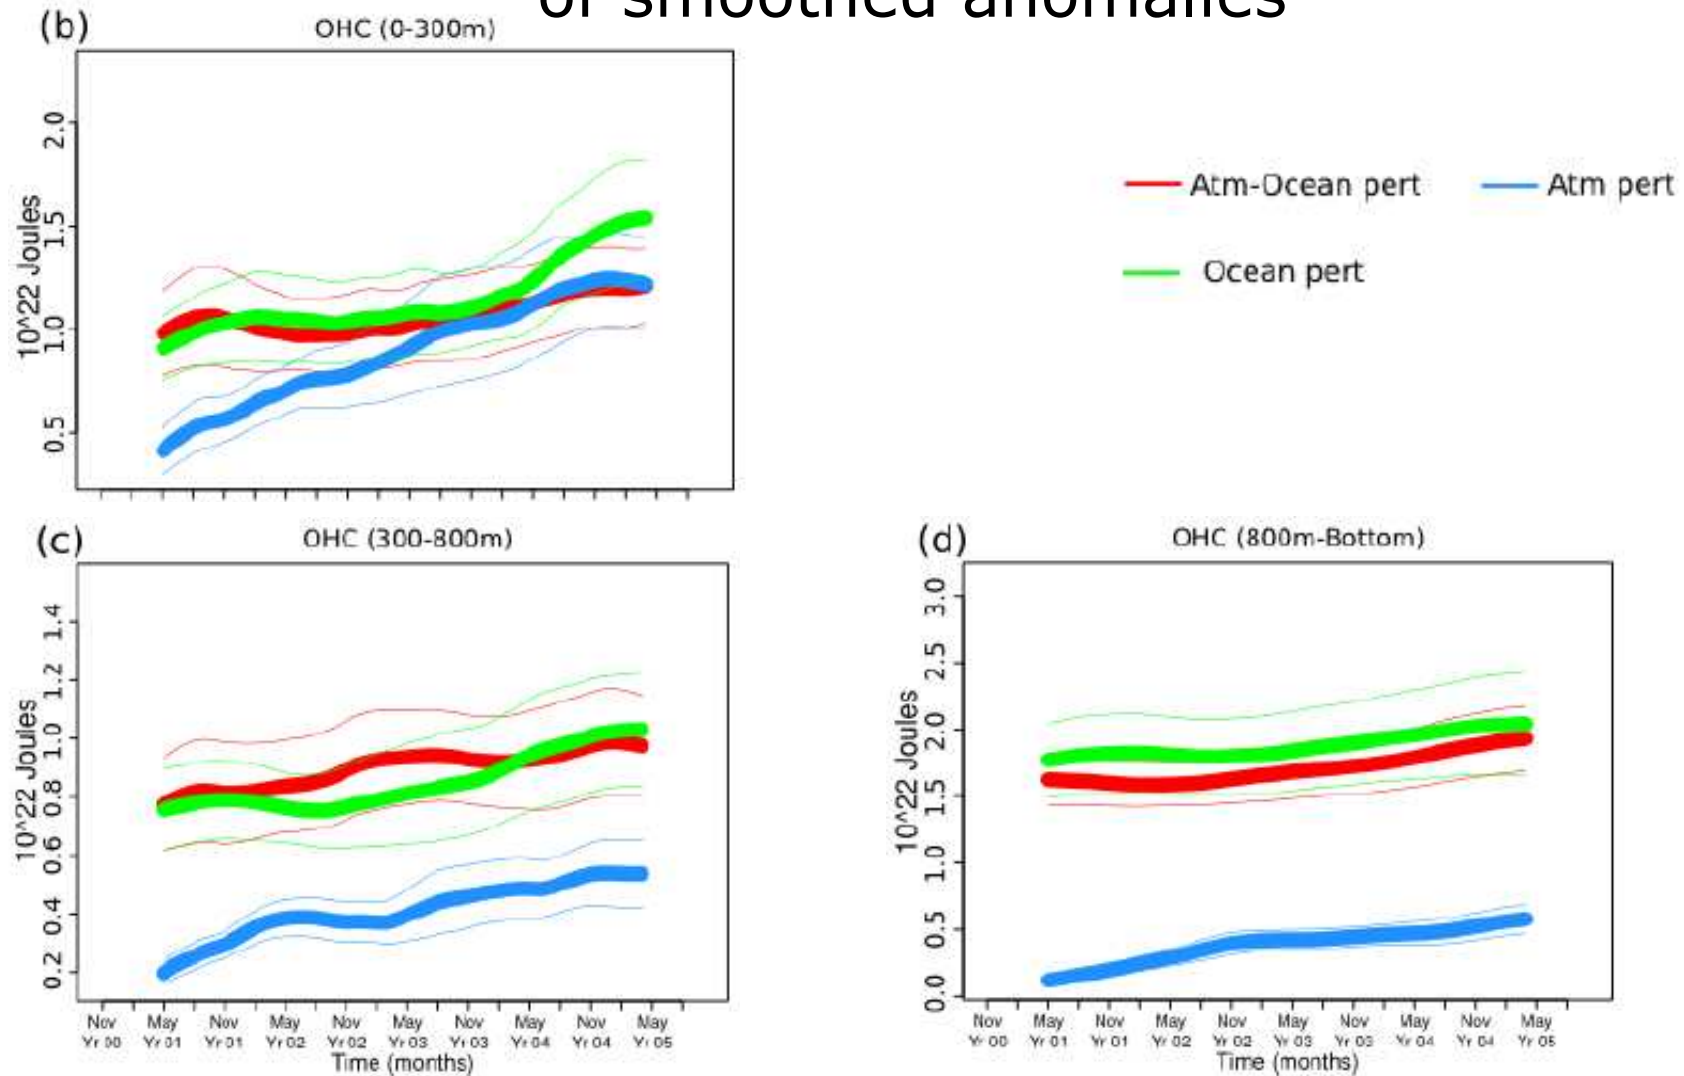 of smoothed anomalies
(b) OHC (0-300m)
10^22 Joules
0.5 1.0 1.5 2.0
Atm-Ocean pert
Atm pert
Ocean pert
(c) OHC (300-800m)
10^22 Joules
0.2 0.4 0.6 0.8 1.0 1.2 1.4
Nov May Nov May Nov May Nov May Nov May
Yr 00 Yr 01 Yr 01 Yr 02 Yr 02 Yr 03 Yr 03 Yr 04 Yr 04 Yr 05
Time (months)
(d) OHC (800m-Bottom)
10^22 Joules
0.0 0.5 1.0 1.5 2.0 2.5 3.0
Nov May Nov May Nov May Nov May Nov May
Yr 00 Yr 01 Yr 01 Yr 02 Yr 02 Yr 03 Yr 03 Yr 04 Yr 04 Yr 05
Time (months)